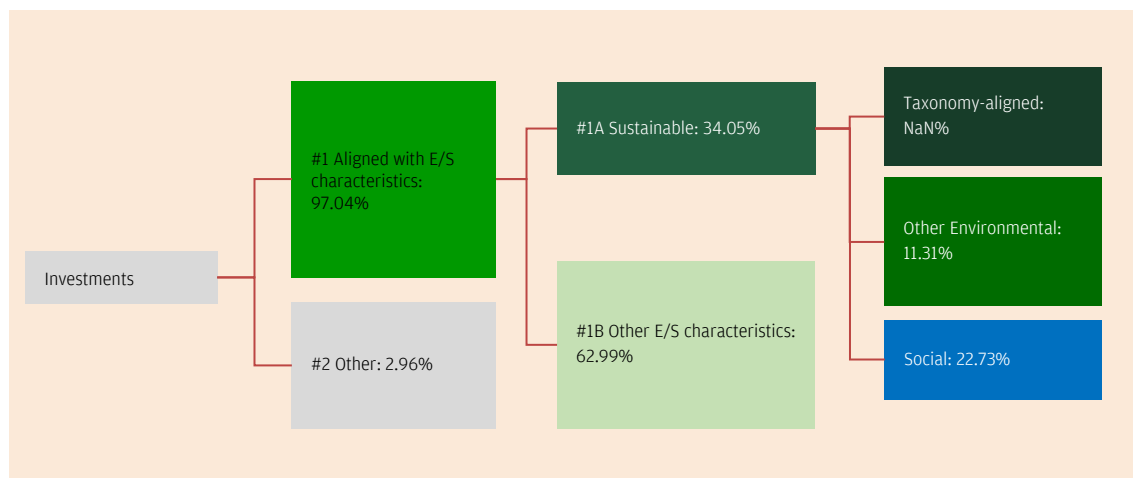 Investments
#1 Aligned with E/S
characteristics:
97.04%
#2 Other: 2.96%
#1A Sustainable: 34.05%
#1B Other E/S characteristics:
62.99%
Taxonomy-aligned:
NaN%
Other Environmental:
11.31%
Social: 22.73%